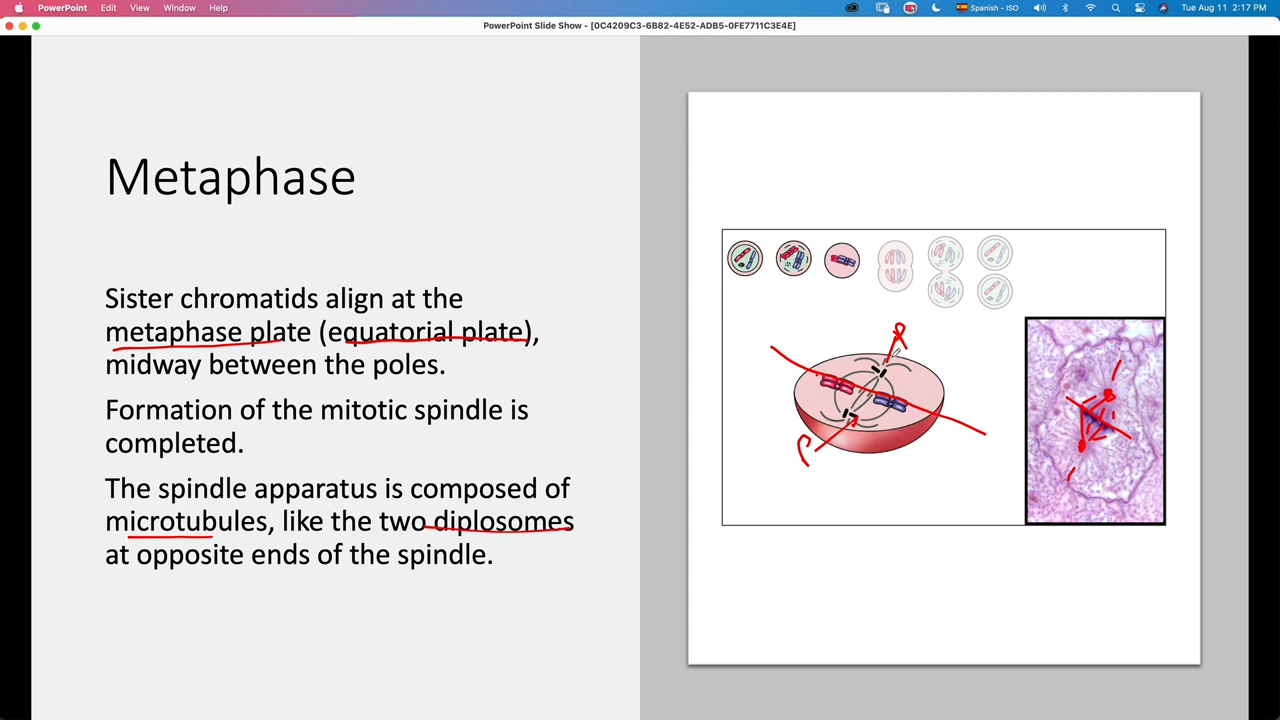 PowerPoint Edit View Window Help
Spanish - ISO
Tue Aug 11 2:17 PM
PowerPoint Slide Show - [0C4209C3-6B82-4E52-ADB5-0FE7711C3E4E]
Metaphase
Sister chromatids align at the
metaphase plate (equatorial plate),
midway between the poles.
Formation of the mitotic spindle is
completed.
The spindle apparatus is composed of
microtubules, like the two diplosomes
at opposite ends of the spindle.
P